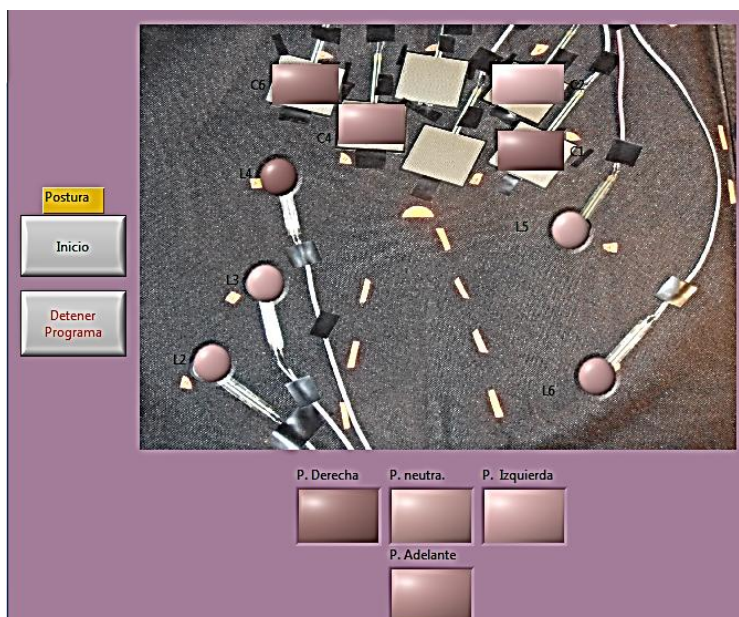 C6
C2
C4
C1
L4
Postura
L5
Inicio
L3
Detener
Programa
L2
L6
P. Derecha
P. neutra.
P. Izquierda
P. Adelante